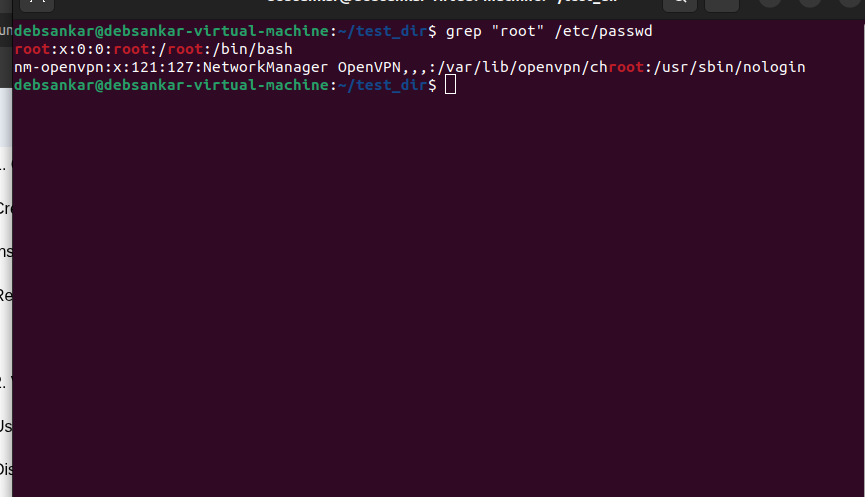 debsankar@debsankar-virtual-machine:~/test_dir$ grep "root" /etc/passwd
root:x:0:0:root:/root:/bin/bash
nm-openvpn:x:121:127:NetworkManager OpenVPN,,,:/var/lib/openvpn/chroot:/usr/sbin/nologin
debsankar@debsankar-virtual-machine:~/test_dir$